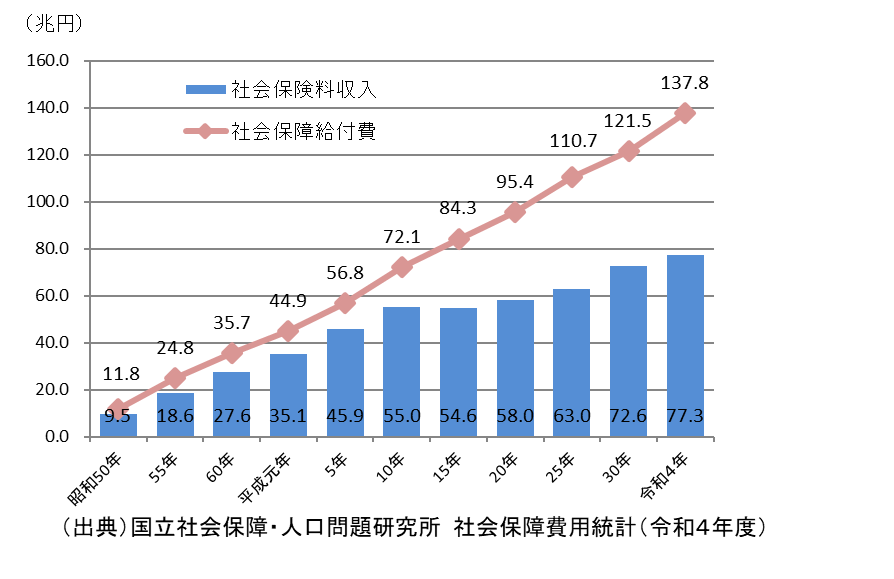 （兆円）
160.0
140.0
120.0
100.0
80.0
60.0
40.0
20.0
0.0
社会保険料収入
社会保障給付費
11.8 24.8 35.7 44.9 56.8 72.1 84.3 95.4 110.7 121.5 137.8
9.5 18.6 27.6 35.1 45.9 55.0 54.6 58.0 63.0 72.6 77.3
昭和50年 55年 60年 平成元年 5年 10年 15年 20年 25年 30年 令和4年
（出典）国立社会保障・人口問題研究所 社会保障費用統計（令和４年度）